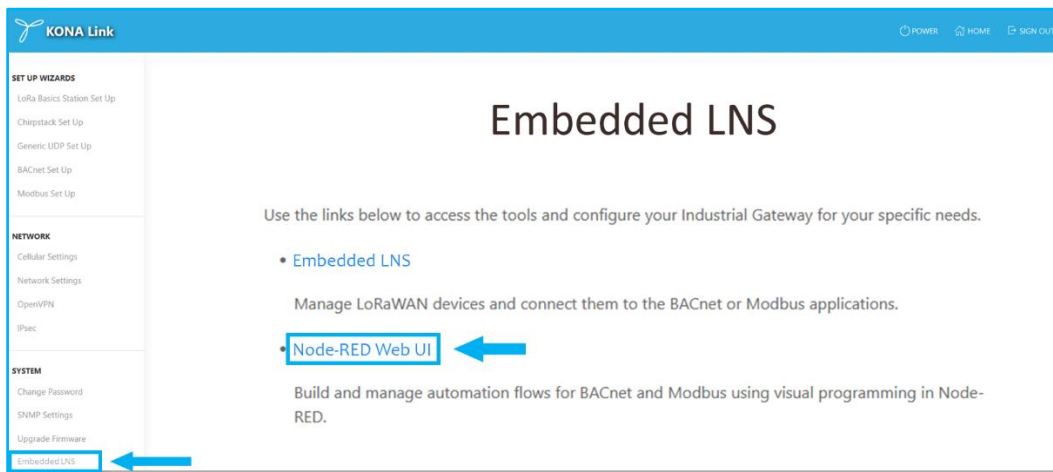 KONA Link
POWER HOME SIGN OUT
SET UP WIZARDS
LoRa Basics Station Set Up
Chirpstack Set Up
Generic UDP Set Up
BACnet Set Up
Modbus Set Up
NETWORK
Cellular Settings
Network Settings
OpenVPN
IPsec
SYSTEM
Change Password
SNMP Settings
Upgrade Firmware
Embedded LNS
Embedded LNS
Use the links below to access the tools and configure your Industrial Gateway for your specific needs.
• Embedded LNS
Manage LoRaWAN devices and connect them to the BACnet or Modbus applications.
• Node-RED Web UI
Build and manage automation flows for BACnet and Modbus using visual programming in Node-
RED.